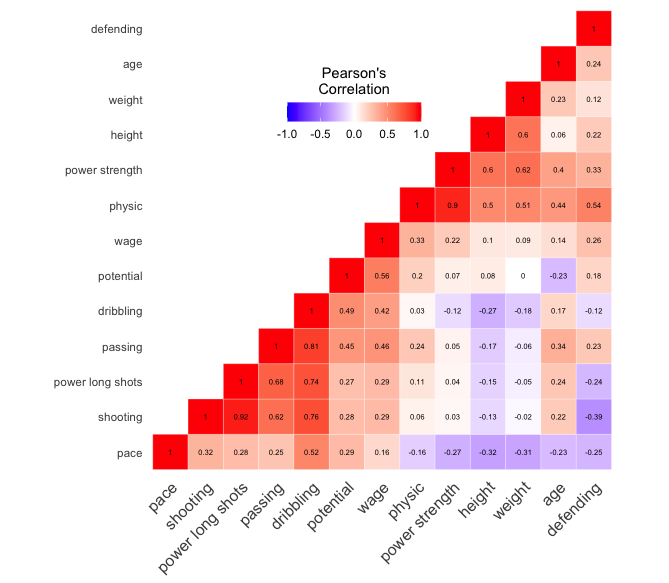 defending 1
age 1 0.24
Pearson's
Correlation
-1.0 -0.5 0.0 0.5 1.0
weight 1 0.23 0.12
height 1 0.6 0.06 0.22
power strength 1 0.6 0.62 0.4 0.33
physic 1 0.9 0.5 0.51 0.44 0.54
wage 1 0.33 0.22 0.1 0.09 0.14 0.26
potential 1 0.56 0.2 0.07 0.08 0 -0.23 0.18
dribbling 1 0.49 0.42 0.03 -0.12 -0.27 -0.18 0.17 -0.12
passing 1 0.81 0.45 0.46 0.24 0.05 -0.17 -0.06 0.34 0.23
power long shots 1 0.68 0.74 0.27 0.29 0.11 0.04 -0.15 -0.05 0.24 -0.24
shooting 1 0.92 0.62 0.76 0.28 0.29 0.06 0.03 -0.13 -0.02 0.22 -0.39
pace 1 0.32 0.28 0.25 0.52 0.29 0.16 -0.16 -0.27 -0.32 -0.31 -0.23 -0.25
pace
shooting
power long shots
passing
dribbling
potential
wage
physic
power strength
height
weight
age
defending